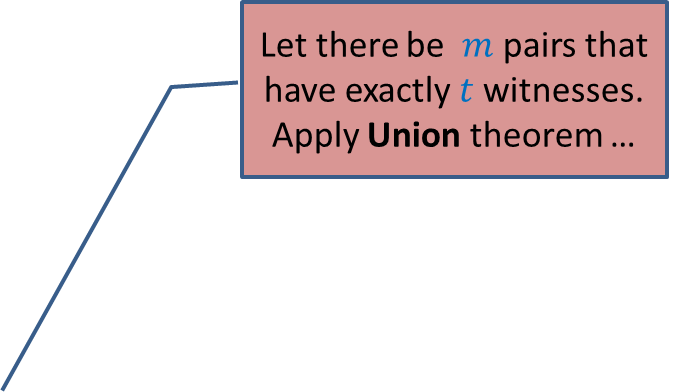 Let there be m pairs that
have exactly t witnesses.
Apply Union theorem ...